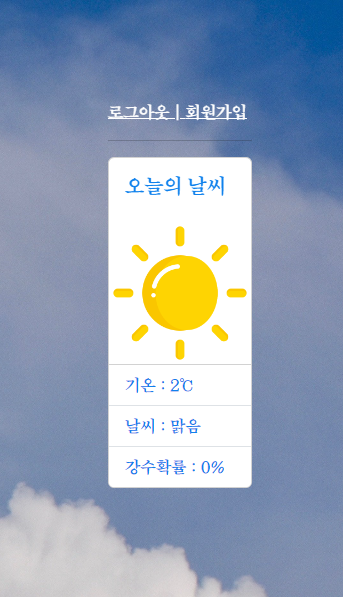 로그아웃 | 회원가입
오늘의 날씨
기온 : 2℃
날씨 : 맑음
강수확률 : 0%